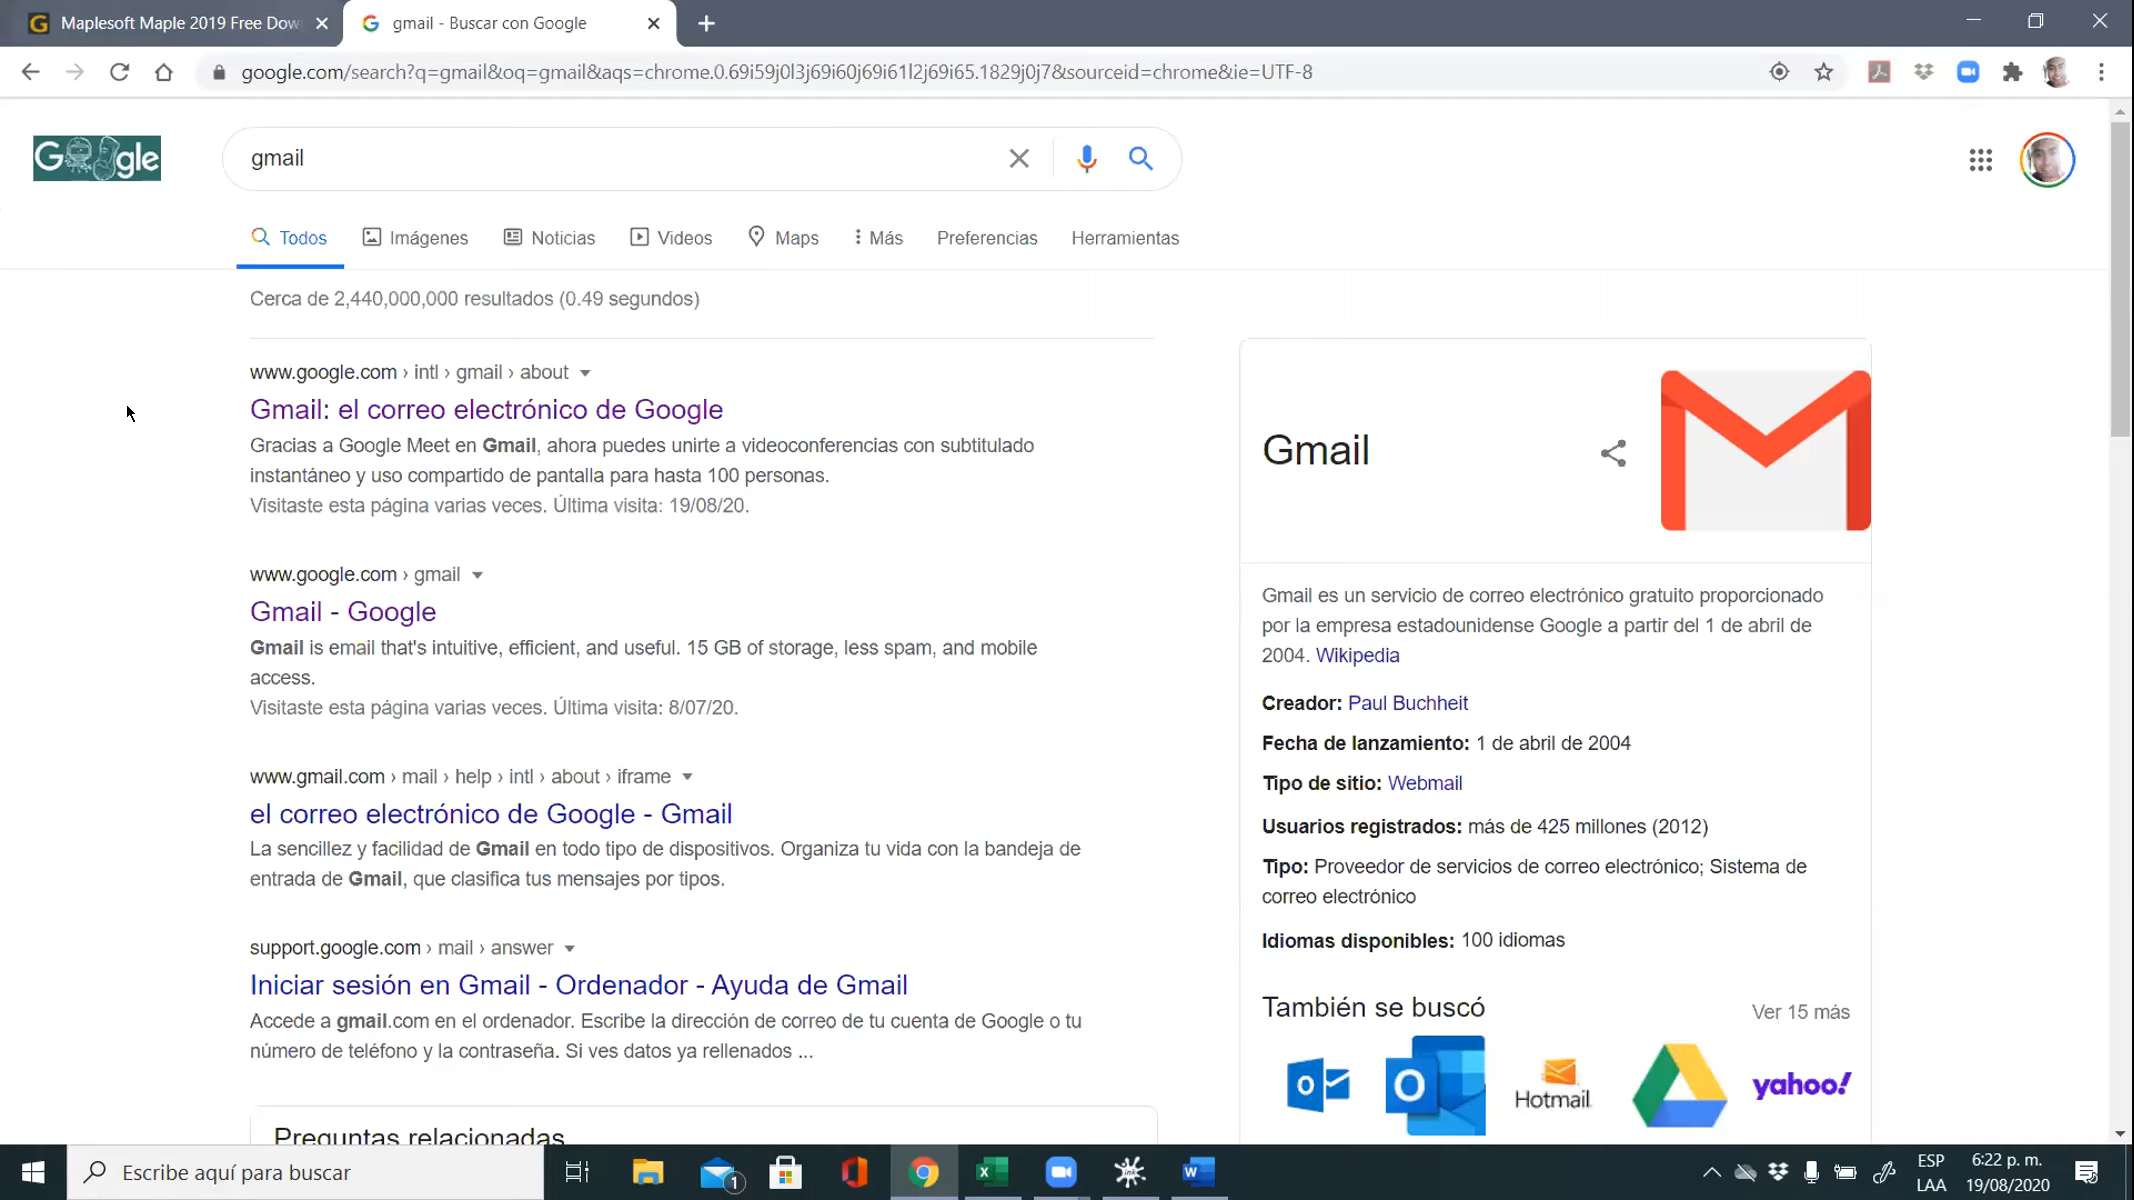 Maplesoft Maple 2019 Free Dow
gmail - Buscar con Google
google.com/search?q=gmail&oq=gmail&aqs=chrome.0.69i59j0l3j69i60j69i61l2j69i65.1829j0j7&sourceid=chrome&ie=UTF-8
Google
gmail
Todos
Imágenes
Noticias
Videos
Maps
Más
Preferencias
Herramientas
Cerca de 2,440,000,000 resultados (0.49 segundos)
www.google.com › intl › gmail › about
Gmail: el correo electrónico de Google
Gracias a Google Meet en Gmail, ahora puedes unirte a videoconferencias con subtitulado
instantáneo y uso compartido de pantalla para hasta 100 personas.
Visitaste esta página varias veces. Última visita: 19/08/20.
www.google.com › gmail
Gmail - Google
Gmail is email that's intuitive, efficient, and useful. 15 GB of storage, less spam, and mobile
access.
Visitaste esta página varias veces. Última visita: 8/07/20.
www.gmail.com › mail › help › intl › about › iframe
el correo electrónico de Google - Gmail
La sencillez y facilidad de Gmail en todo tipo de dispositivos. Organiza tu vida con la bandeja de
entrada de Gmail, que clasifica tus mensajes por tipos.
support.google.com › mail › answer
Iniciar sesión en Gmail - Ordenador - Ayuda de Gmail
Accede a gmail.com en el ordenador. Escribe la dirección de correo de tu cuenta de Google o tu
número de teléfono y la contraseña. Si ves datos ya rellenados ...
Preguntas relacionadas
Gmail
Gmail es un servicio de correo electrónico gratuito proporcionado
por la empresa estadounidense Google a partir del 1 de abril de
2004. Wikipedia
Creador: Paul Buchheit
Fecha de lanzamiento: 1 de abril de 2004
Tipo de sitio: Webmail
Usuarios registrados: más de 425 millones (2012)
Tipo: Proveedor de servicios de correo electrónico; Sistema de
correo electrónico
Idiomas disponibles: 100 idiomas
También se buscó
Ver 15 más
Hotmail
yahoo!
Escribe aquí para buscar
1
ESP
LAA
6:22 p. m.
19/08/2020